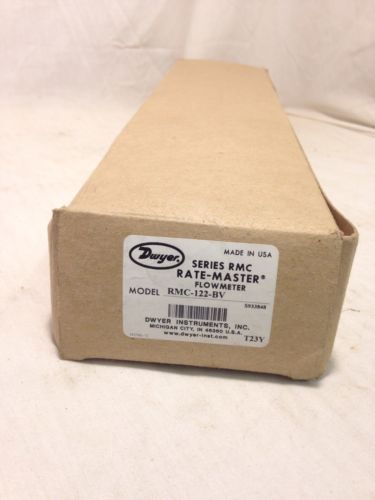 Dwyer
MADE IN USA
SERIES RMC
RATE-MASTER®
FLOWMETER
MODEL RMC-122-BV
DWYER INSTRUMENTS, INC.
MICHIGAN CITY, IN 46360 U.S.A.
www.dwyer-inst.com
T23Y